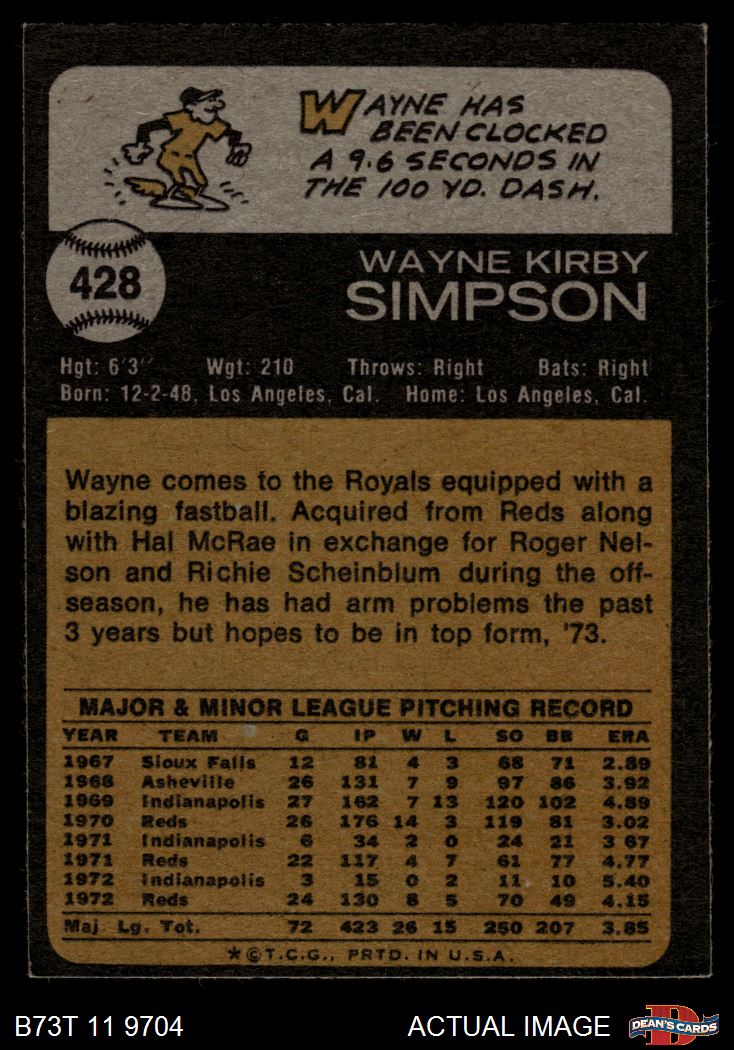 WAYNE HAS
BEEN CLOCKED
A 9.6 SECONDS IN
THE 100 YD. DASH.
428
WAYNE KIRBY
SIMPSON
Hgt: 6'3" Wgt: 210 Throws: Right Bats: Right
Born: 12-2-48, Los Angeles, Cal. Home: Los Angeles, Cal.
Wayne comes to the Royals equipped with a
blazing fastball. Acquired from Reds along
with Hal McRae in exchange for Roger Nel-
son and Richie Scheinblum during the off-
season, he has had arm problems the past
3 years but hopes to be in top form, '73.
MAJOR & MINOR LEAGUE PITCHING RECORD
YEAR TEAM G IP W L SO BB ERA
1967 Sioux Falls 12 81 4 3 68 71 2.89
1968 Asheville 26 131 7 9 97 86 3.92
1969 Indianapolis 27 162 7 13 120 102 4.89
1970 Reds 26 176 14 3 119 81 3.02
1971 Indianapolis 6 34 2 0 24 21 3 67
1971 Reds 22 117 4 7 61 77 4.77
1972 Indianapolis 3 15 0 2 11 10 5.40
1972 Reds 24 130 8 5 70 49 4.15
Maj Lg. Tot. 72 423 26 15 250 207 3.85
*©T.C.G., PRTD. IN U.S.A.
B73T 11 9704 ACTUAL IMAGE DEAN'S CARDS